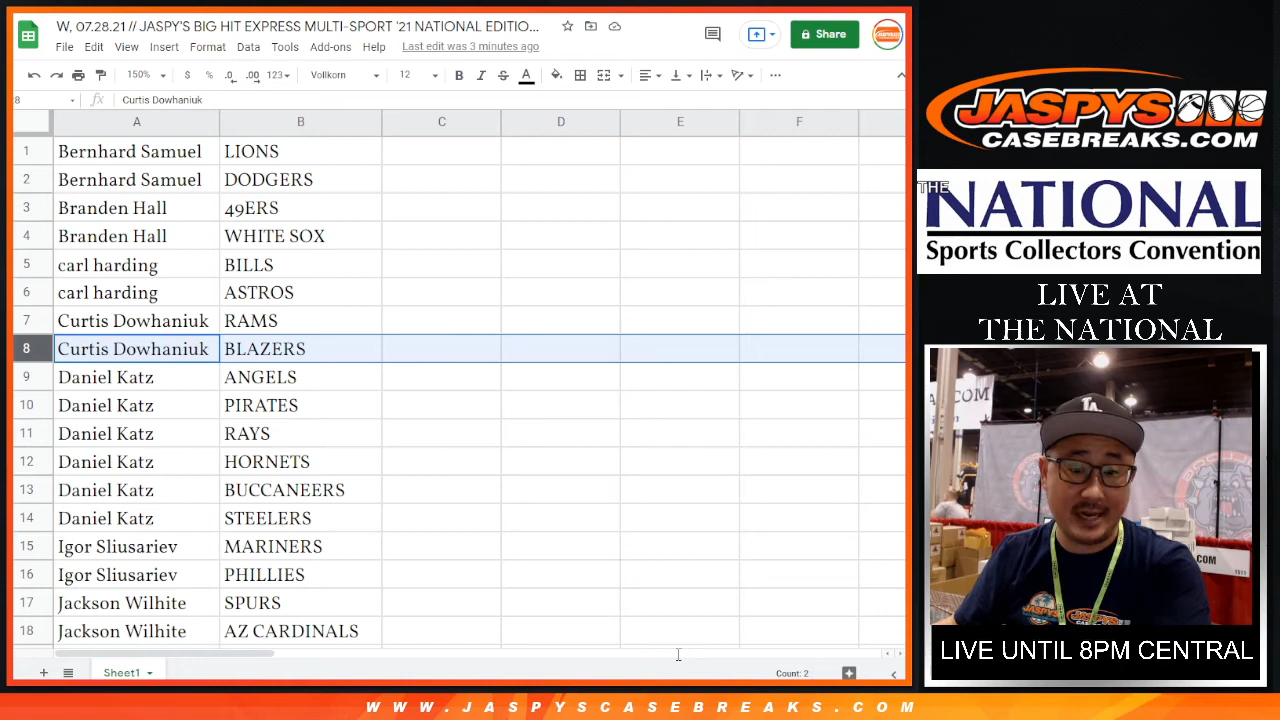 W, 07.28.21 // JASPY'S BIG HIT EXPRESS MULTI-SPORT '21 NATIONAL EDITIO...
File Edit View Insert Format Data Tools Add-ons Help Last edit was 3 minutes ago
Share
150% $ % .0 .00 123 Vollkorn 12 B I S A
8 fx Curtis Dowhaniuk
A B C D E F
1 Bernhard Samuel LIONS
2 Bernhard Samuel DODGERS
3 Branden Hall 49ERS
4 Branden Hall WHITE SOX
5 carl harding BILLS
6 carl harding ASTROS
7 Curtis Dowhaniuk RAMS
8 Curtis Dowhaniuk BLAZERS
9 Daniel Katz ANGELS
10 Daniel Katz PIRATES
11 Daniel Katz RAYS
12 Daniel Katz HORNETS
13 Daniel Katz BUCCANEERS
14 Daniel Katz STEELERS
15 Igor Sliusariev MARINERS
16 Igor Sliusariev PHILLIES
17 Jackson Wilhite SPURS
18 Jackson Wilhite AZ CARDINALS
Sheet1 Count: 2
JASPYS
CASEBREAKS.COM
THE
NATIONAL
Sports Collectors Convention
LIVE AT
THE NATIONAL
.COM
LA
.COM
LIVE UNTIL 8PM CENTRAL
WWW.JASPYSCASEBREAKS.COM